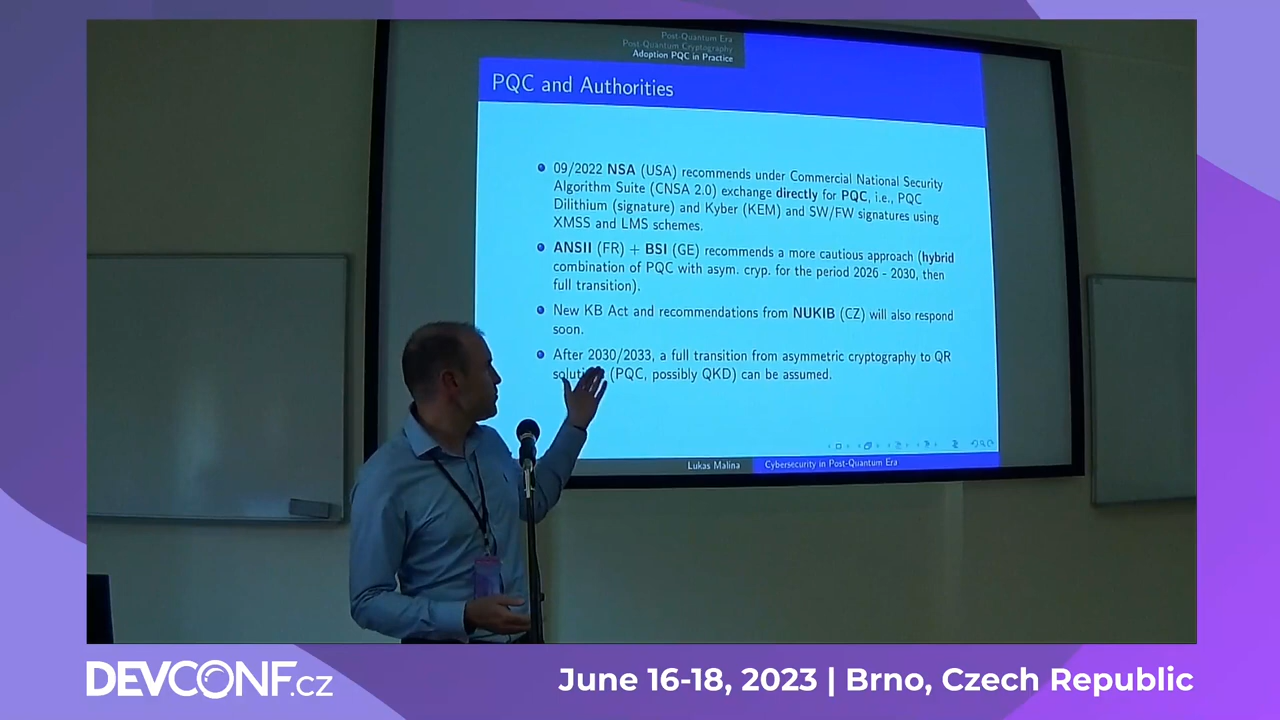 Post-Quantum Era
Post-Quantum Cryptography
Adoption PQC in Practice
PQC and Authorities
09/2022 NSA (USA) recommends under Commercial National Security
Algorithm Suite (CNSA 2.0) exchange directly for PQC, i.e., PQC
Dilithium (signature) and Kyber (KEM) and SW/FW signatures using
XMSS and LMS schemes.
ANSII (FR) + BSI (GE) recommends a more cautious approach (hybrid
combination of PQC with asym. cryp. for the period 2026 - 2030, then
full transition).
New KB Act and recommendations from NUKIB (CZ) will also respond
soon.
After 2030/2033, a full transition from asymmetric cryptography to QR
(PQC, possibly QKD) can be assumed.
Lukas Malina
Cybersecurity in Post-Quantum Era
DEVCONF.CZ
June 16-18, 2023 | Brno, Czech Republic